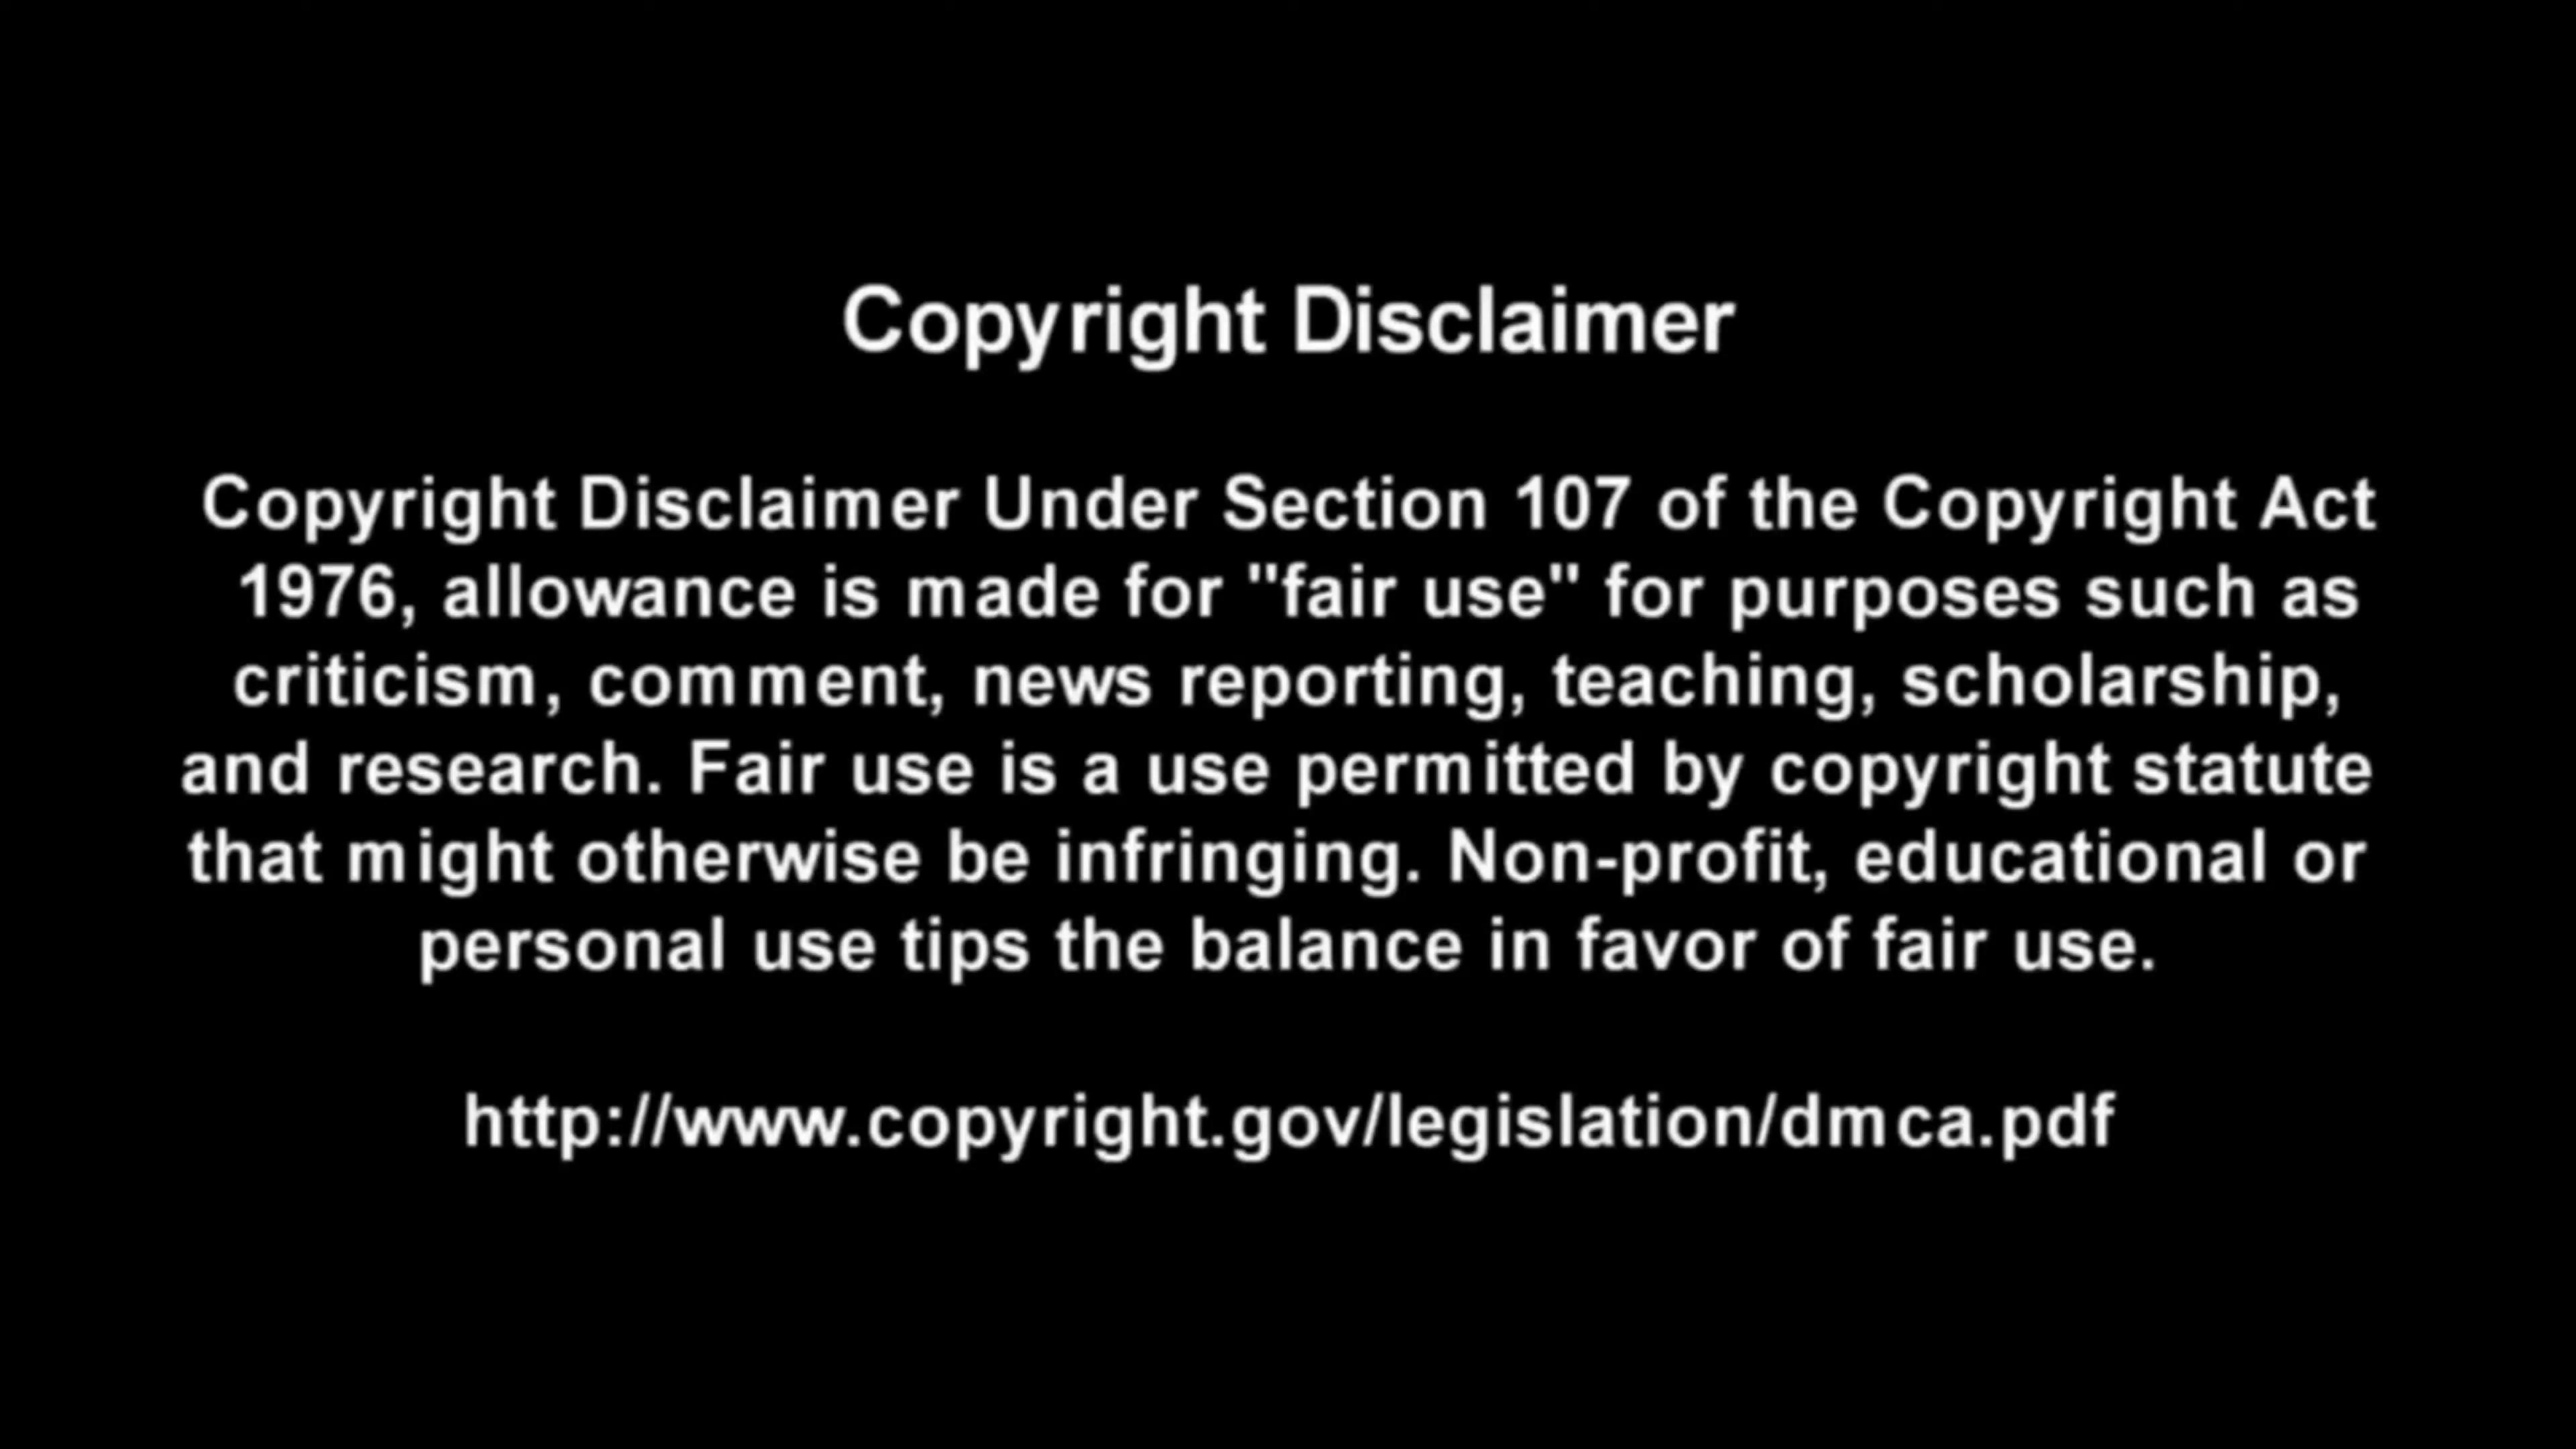 Copyright Disclaimer
Copyright Disclaimer Under Section 107 of the Copyright Act
1976, allowance is made for "fair use" for purposes such as
criticism, comment, news reporting, teaching, scholarship,
and research. Fair use is a use permitted by copyright statute
that might otherwise be infringing. Non-profit, educational or
personal use tips the balance in favor of fair use.
http://www.copyright.gov/legislation/dmca.pdf